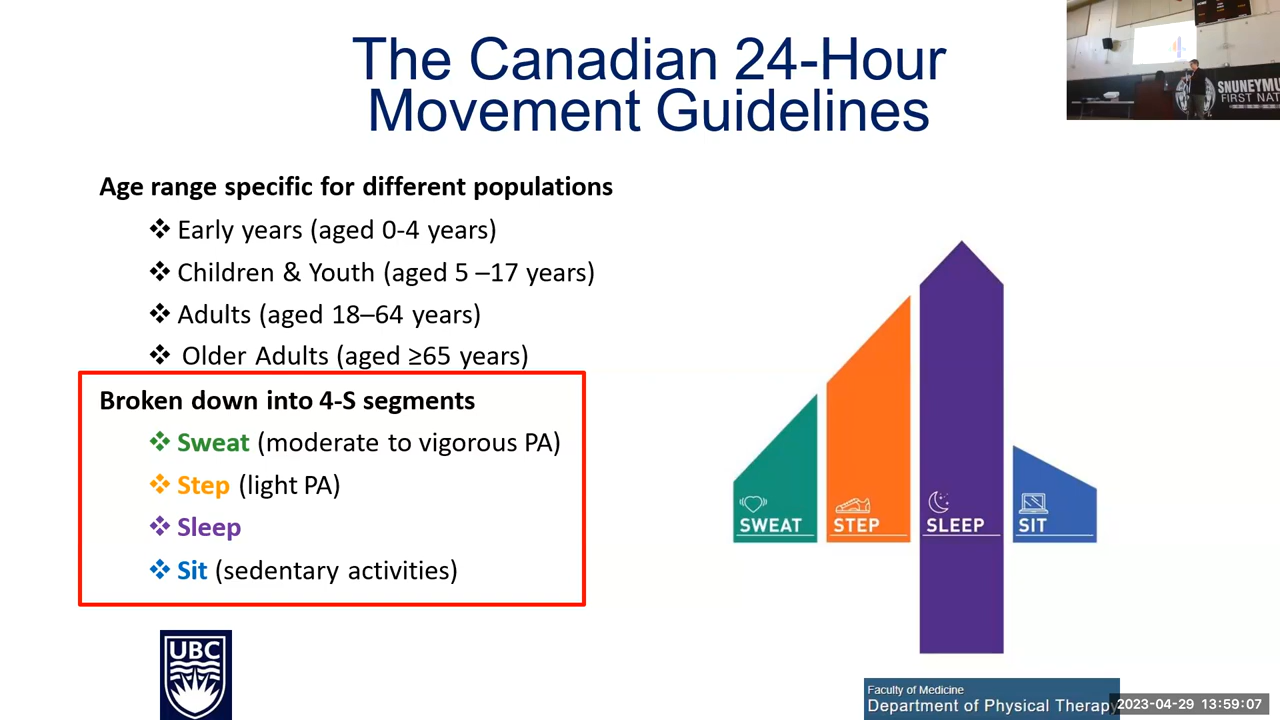 The Canadian 24-Hour
Movement Guidelines
SNUNEYMU
FIRST NAT
Age range specific for different populations
❖ Early years (aged 0-4 years)
❖ Children & Youth (aged 5 –17 years)
❖ Adults (aged 18–64 years)
❖ Older Adults (aged ≥65 years)
Broken down into 4-S segments
❖ Sweat (moderate to vigorous PA)
❖ Step (light PA)
❖ Sleep
❖ Sit (sedentary activities)
SWEAT
STEP
SLEEP
SIT
UBC
Faculty of Medicine
Department of Physical Therapy
2023-04-29 13:59:07